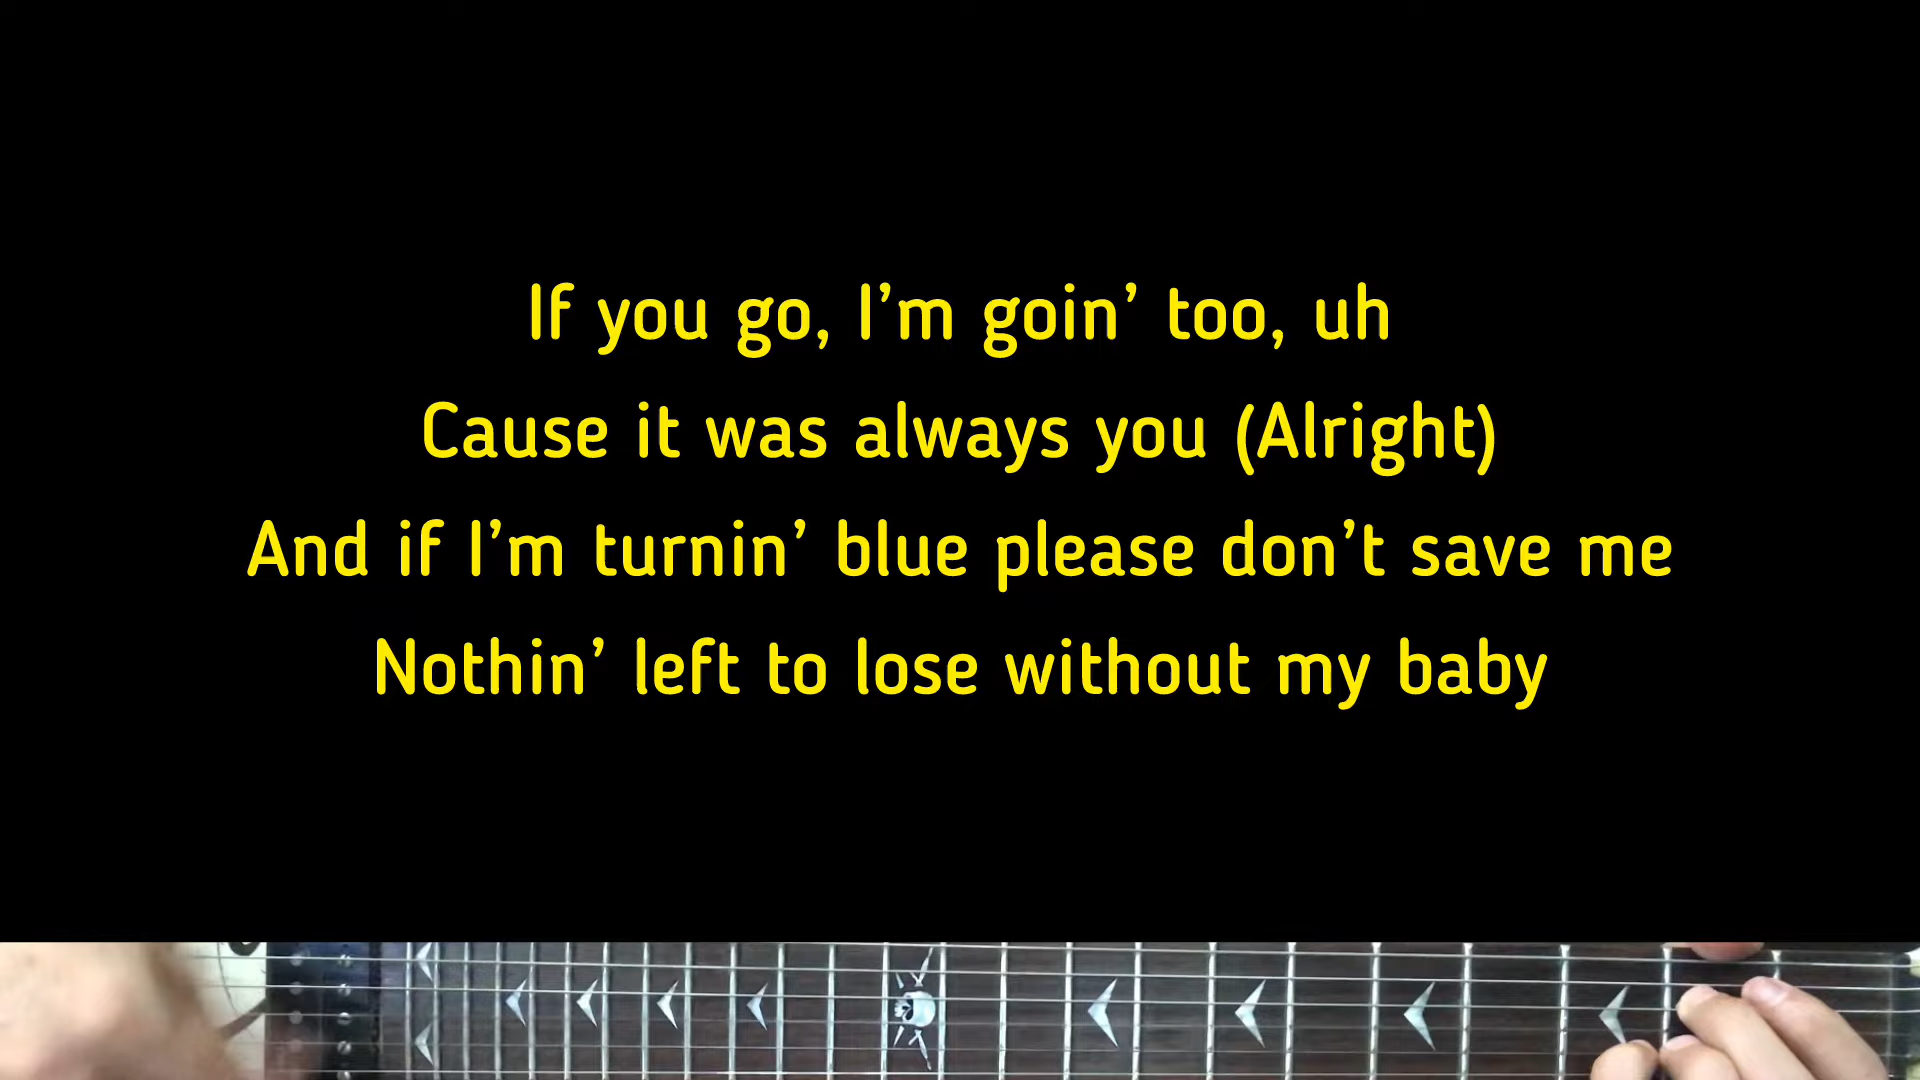 If you go, I’m goin’ too, uh
Cause it was always you (Alright)
And if I’m turnin’ blue please don’t save me
Nothin’ left to lose without my baby